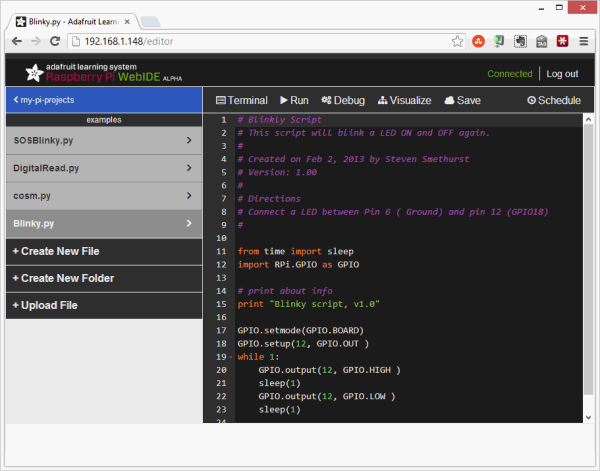 Blinky.py - Adafruit Learni
192.168.1.148/editor
adafruit learning system
Raspberry Pi WebIDE ALPHA
Connected
Log out
my-pi-projects
Terminal
Run
Debug
Visualize
Save
Schedule
examples
SOSBlinky.py
DigitalRead.py
cosm.py
Blinky.py
+ Create New File
+ Create New Folder
+ Upload File
1 # Blinkly Script
2 # This script will blink a LED ON and OFF again.
3 #
4 # Created on Feb 2, 2013 by Steven Smethurst
5 # Version: 1.00
6 #
7 # Directions
8 # Connect a LED between Pin 6 ( Ground) and pin 12 (GPIO18)
9 #
10
11 from time import sleep
12 import RPi.GPIO as GPIO
13
14 # print about info
15 print "Blinky script, v1.0"
16
17 GPIO.setmode(GPIO.BOARD)
18 GPIO.setup(12, GPIO.OUT )
19 while 1:
20 GPIO.output(12, GPIO.HIGH )
21 sleep(1)
22 GPIO.output(12, GPIO.LOW )
23 sleep(1)
24